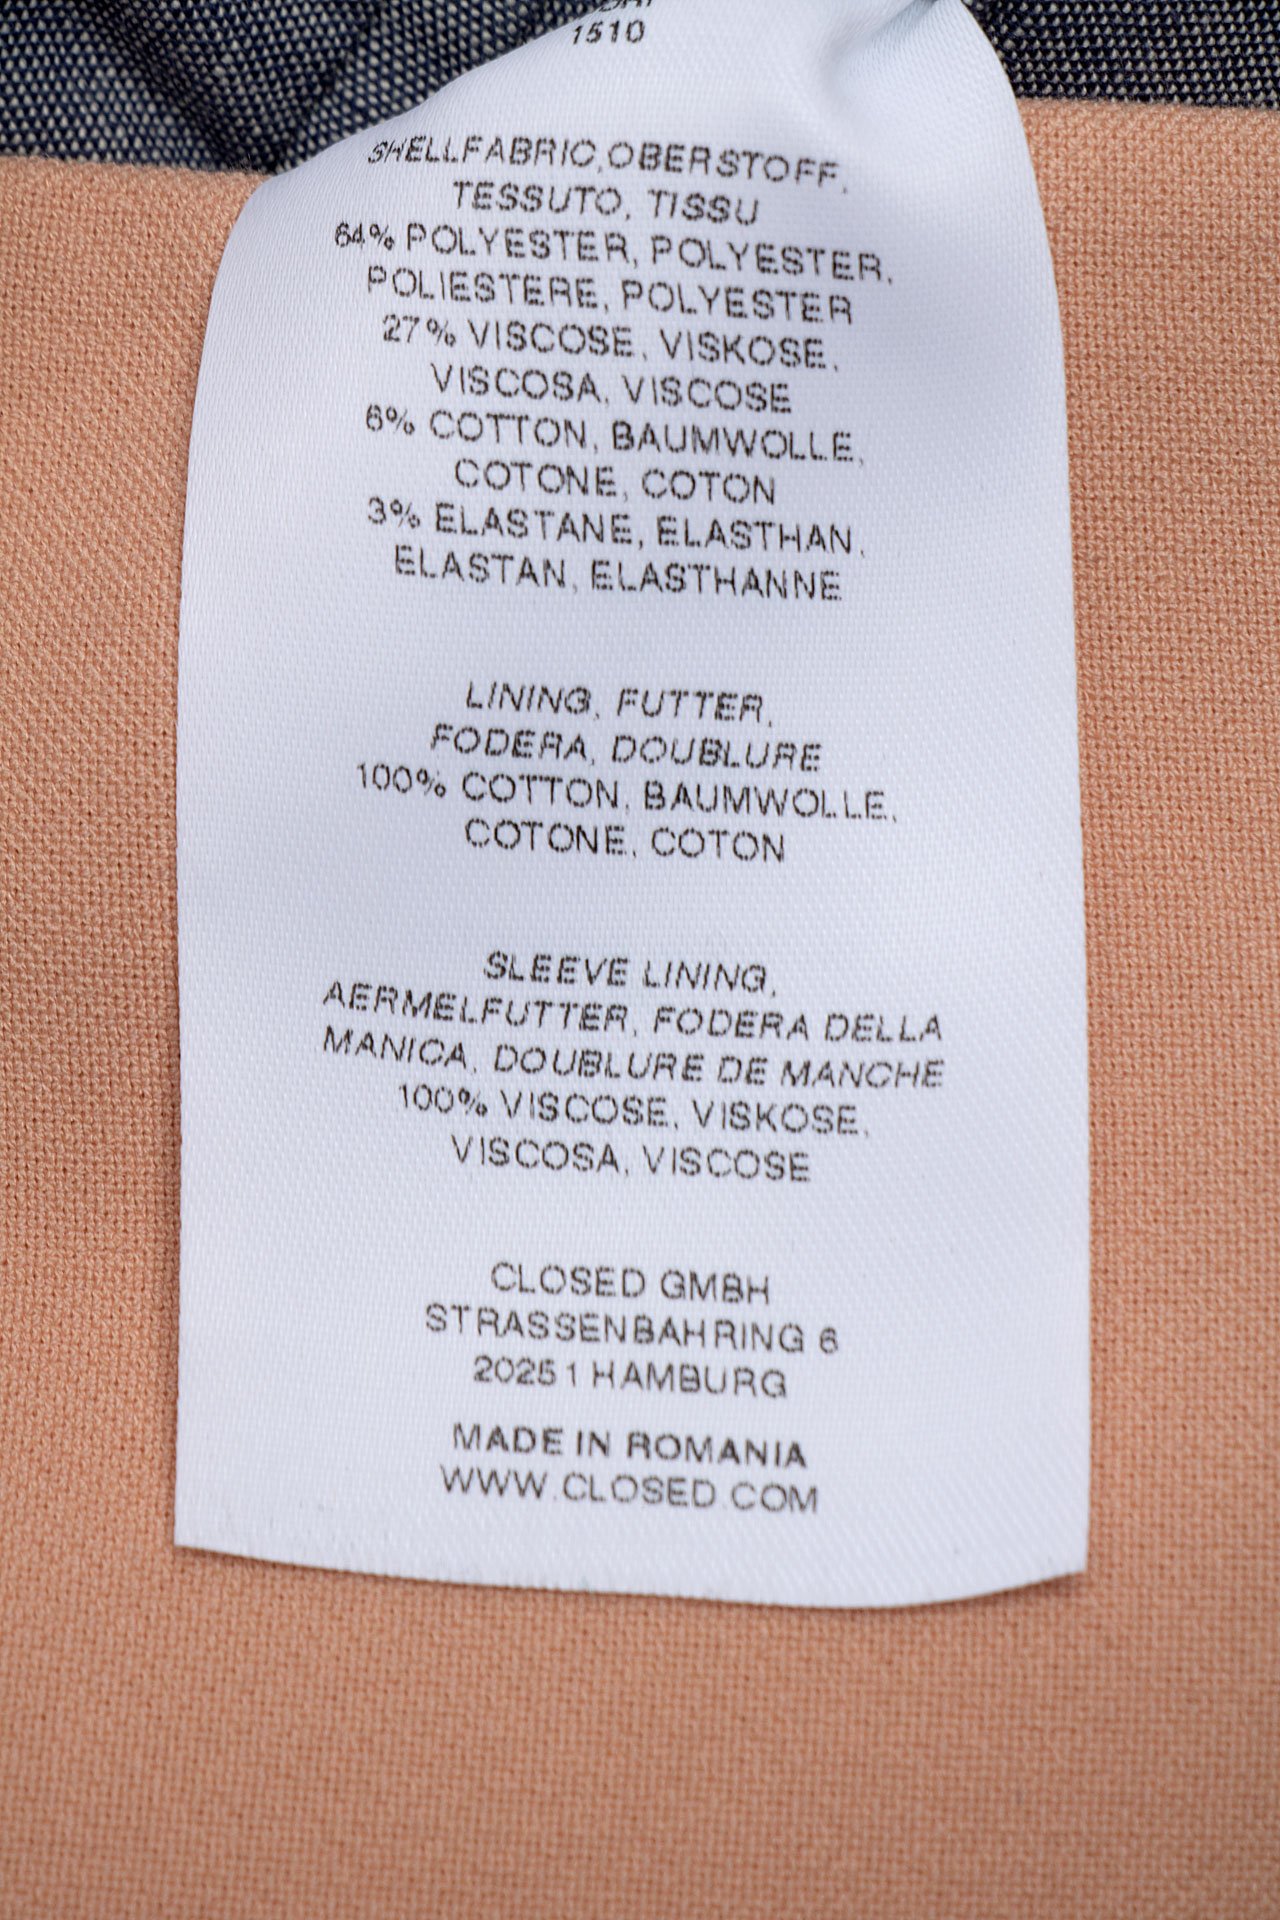 1510
SHELLFABRIC, OBERSTOFF,
TESSUTO, TISSU
64% POLYESTER, POLYESTER,
POLIESTERE, POLYESTER
27% VISCOSE, VISKOSE,
VISCOSA, VISCOSE
6% COTTON, BAUMWOLLE,
COTONE, COTON
3% ELASTANE, ELASTHAN,
ELASTAN, ELASTHANNE
LINING, FUTTER,
FODERA, DOUBLURE
100% COTTON, BAUMWOLLE,
COTONE, COTON
SLEEVE LINING,
AERMELFUTTER, FODERA DELLA
MANICA, DOUBLURE DE MANCHE
100% VISCOSE, VISKOSE,
VISCOSA, VISCOSE
CLOSED GMBH
STRASSENBAHRING 6
20251 HAMBURG
MADE IN ROMANIA
WWW.CLOSED.COM